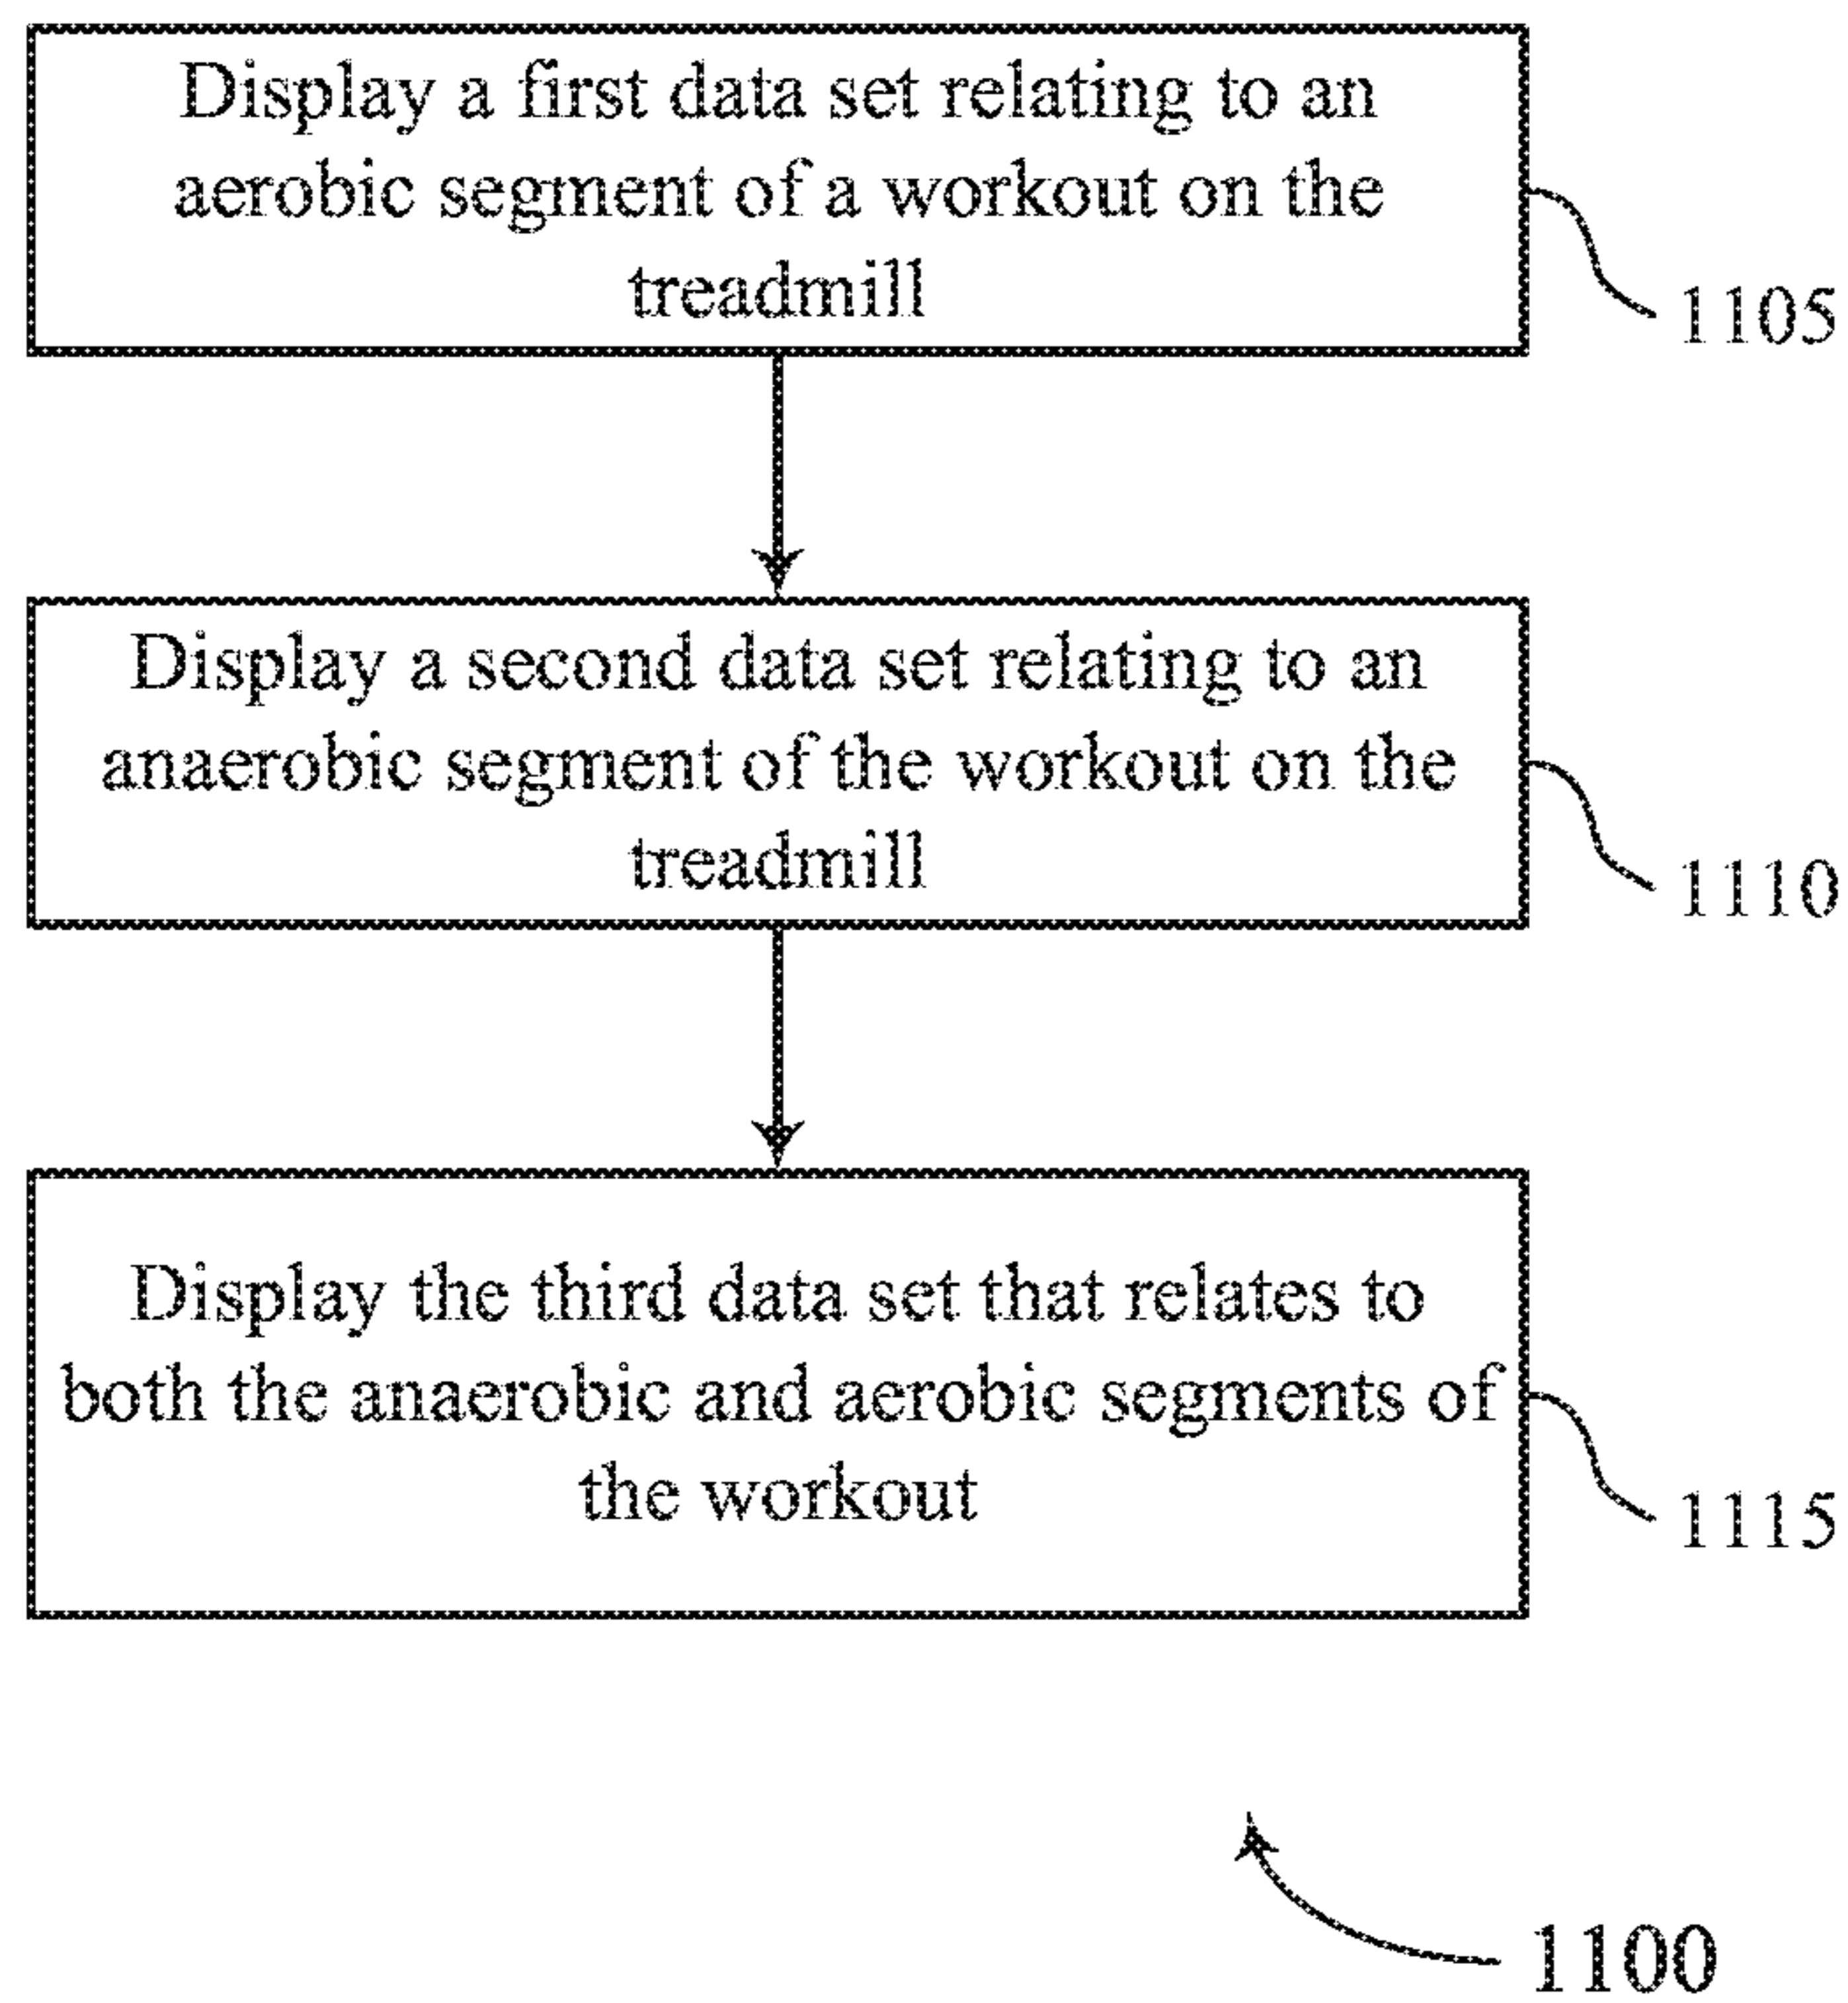 Display a first data set relating to an
aerobic segment of a workout on the
treadmill
1105
Display a second data set relating to an
anaerobic segment of the workout on the
treadmill
1110
Display the third data set that relates to
both the anaerobic and aerobic segments of
the workout
1115
1100